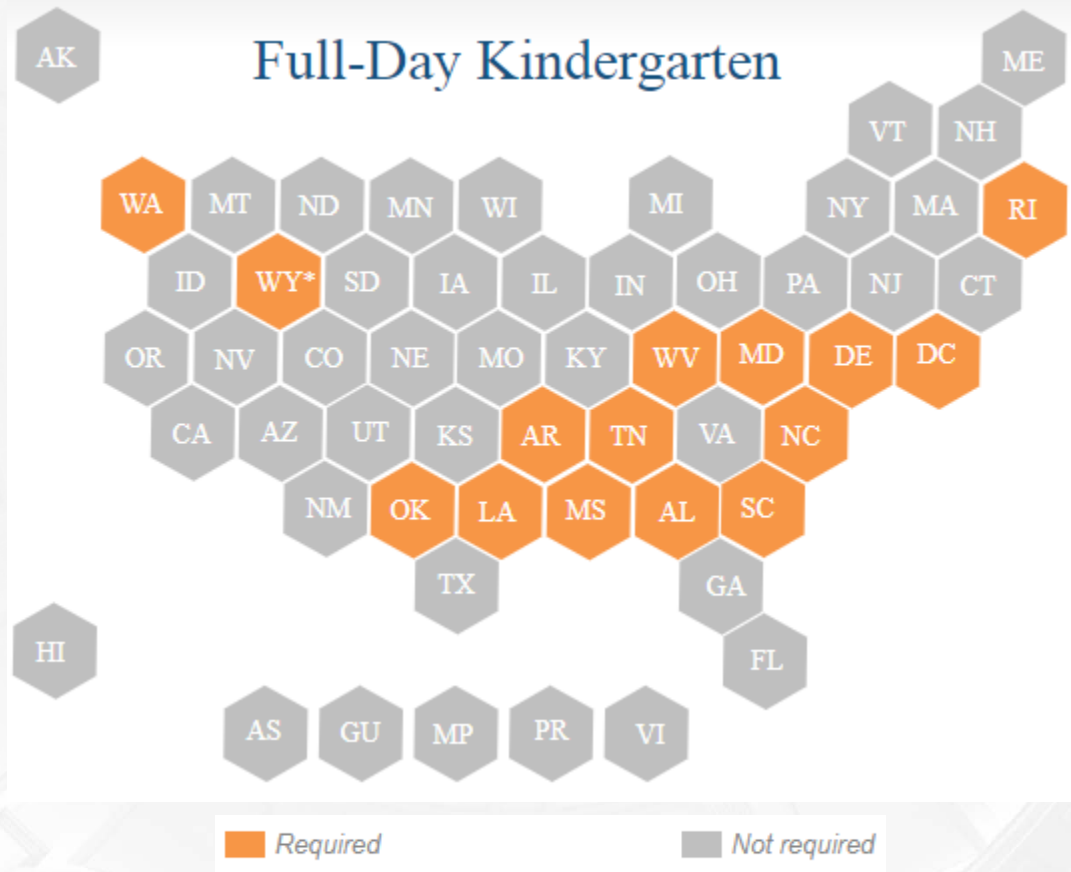 AK
Full-Day Kindergarten
ME
VT NH
WA MT ND MN WI MI NY MA RI
ID WY* SD IA IL IN OH PA NJ CT
OR NV CO NE MO KY WV MD DE DC
CA AZ UT KS AR TN VA NC
NM OK LA MS AL SC
TX GA
HI FL
AS GU MP PR VI
Required Not required